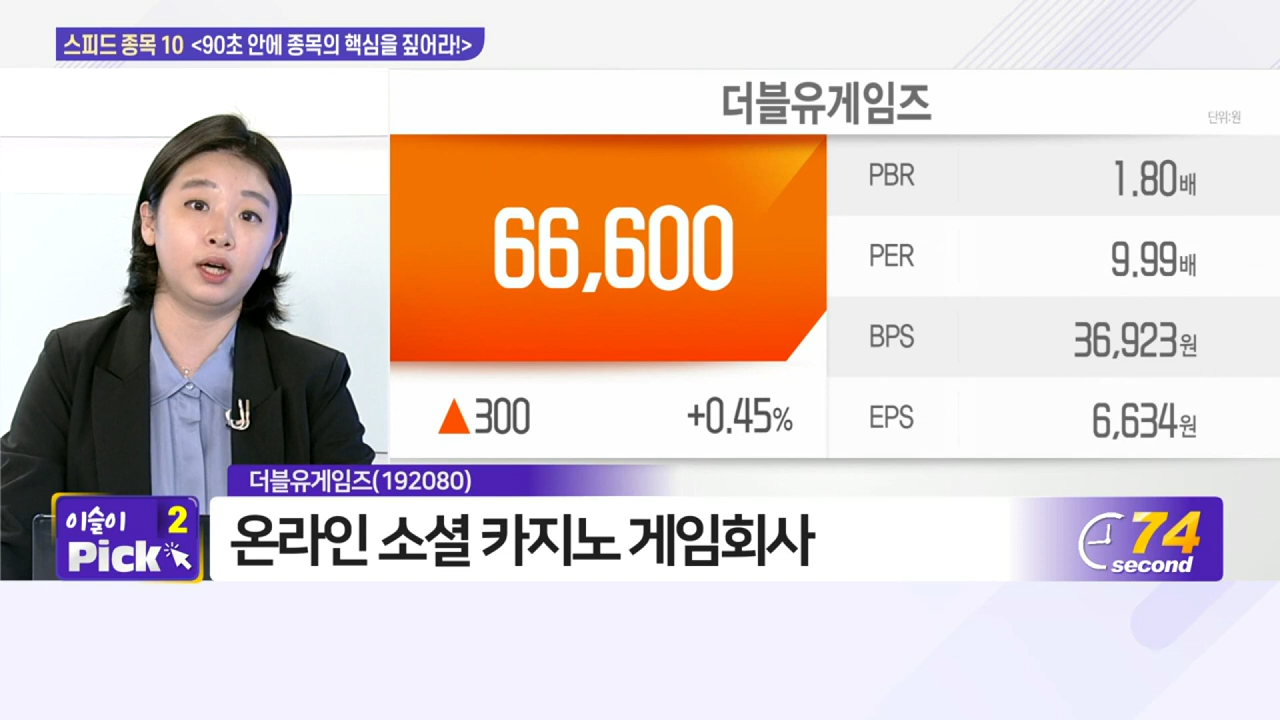 스피드 종목 10 <90초 안에 종목의 핵심을 짚어라!>
더블유게임즈
단위:원
66,600
▲300 +0.45%
PBR 1.80배
PER 9.99배
BPS 36,923원
EPS 6,634원
더블유게임즈(192080)
이슬이 2
Pick
온라인 소셜 카지노 게임회사
74
second